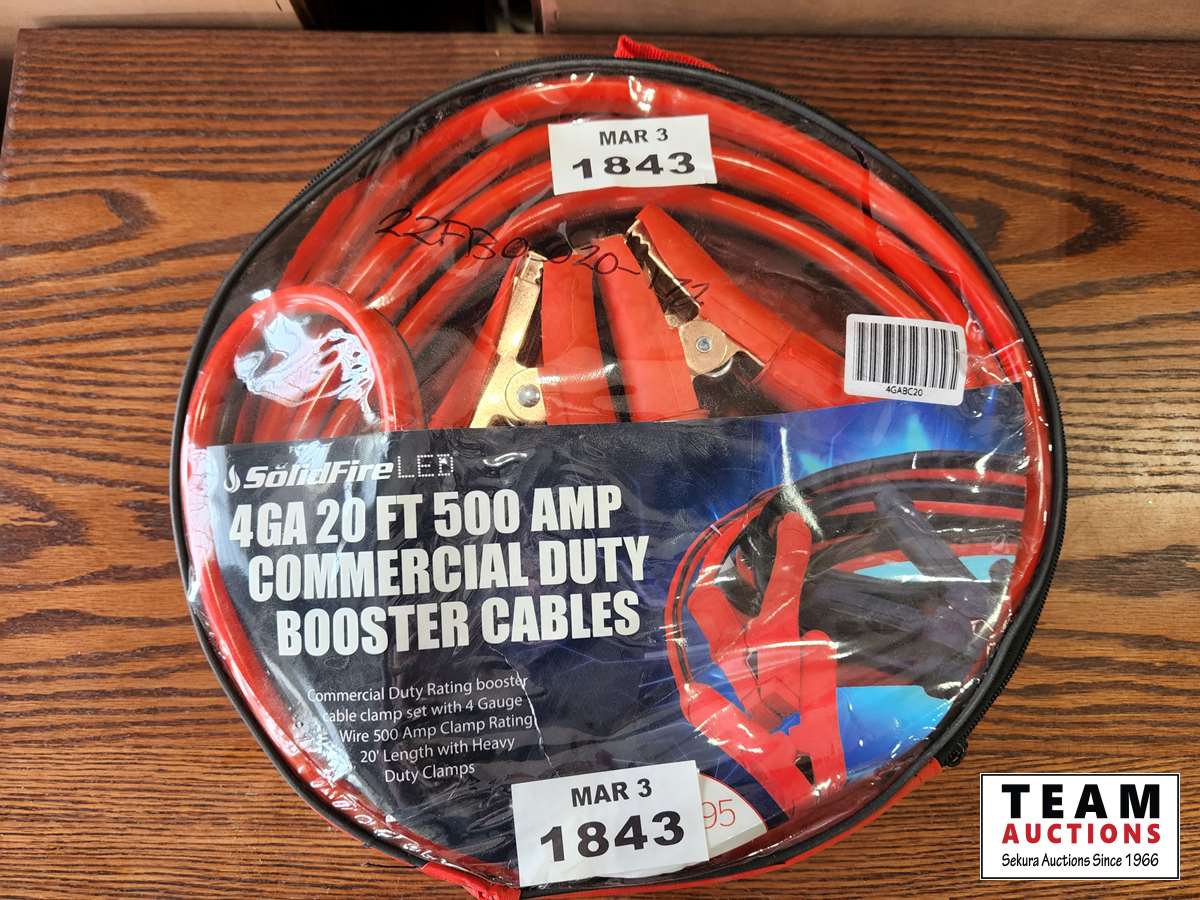 MAR 3
1843
4GABC20
SolidFire LED
4GA 20 FT 500 AMP
COMMERCIAL DUTY
BOOSTER CABLES
Commercial Duty Rating booster
cable clamp set with 4 Gauge
Wire 500 Amp Clamp Rating
20' Length with Heavy
Duty Clamps
MAR 3
1843
95
TEAM
AUCTIONS
Sekura Auctions Since 1966